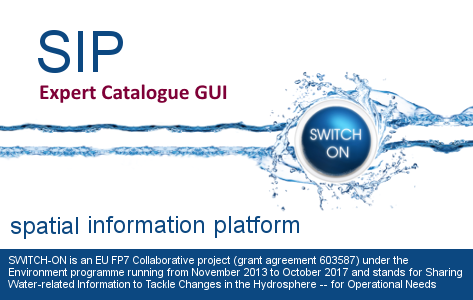 SIP
Expert Catalogue GUI
SWITCH
ON
spatial information platform
SWITCH-ON is an EU FP7 Collaborative project (grant agreement 603587) under the
Environment programme running from November 2013 to October 2017 and stands for Sharing
Water-related Information to Tackle Changes in the Hydrosphere -- for Operational Needs